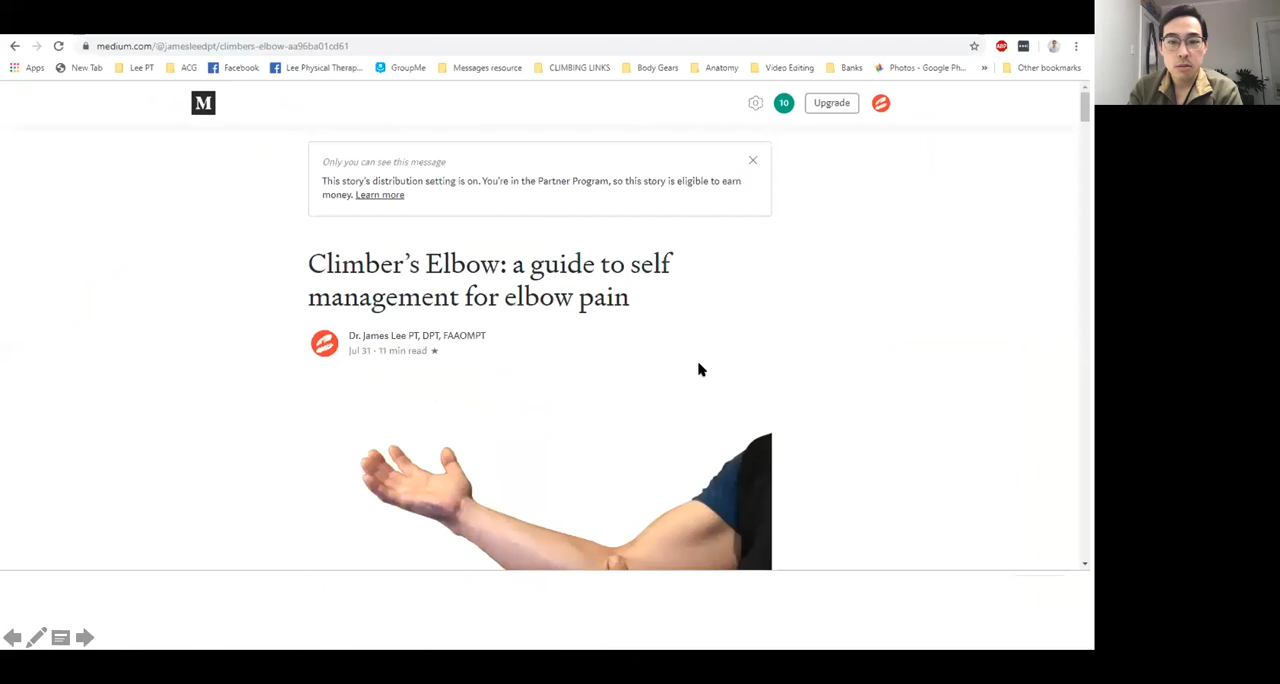 medium.com/@jamesleedpt/climbers-elbow-aa96ba01cd61
ABP
Apps New Tab Lee PT ACG Facebook Lee Physical Therap... GroupMe Messages resource CLIMBING LINKS Body Gears Anatomy Video Editing Banks Photos - Google Ph... » Other bookmarks
M 10 Upgrade
Only you can see this message
This story's distribution setting is on. You're in the Partner Program, so this story is eligible to earn
money. Learn more
Climber's Elbow: a guide to self
management for elbow pain
Dr. James Lee PT, DPT, FAAOMPT
Jul 31 · 11 min read ★